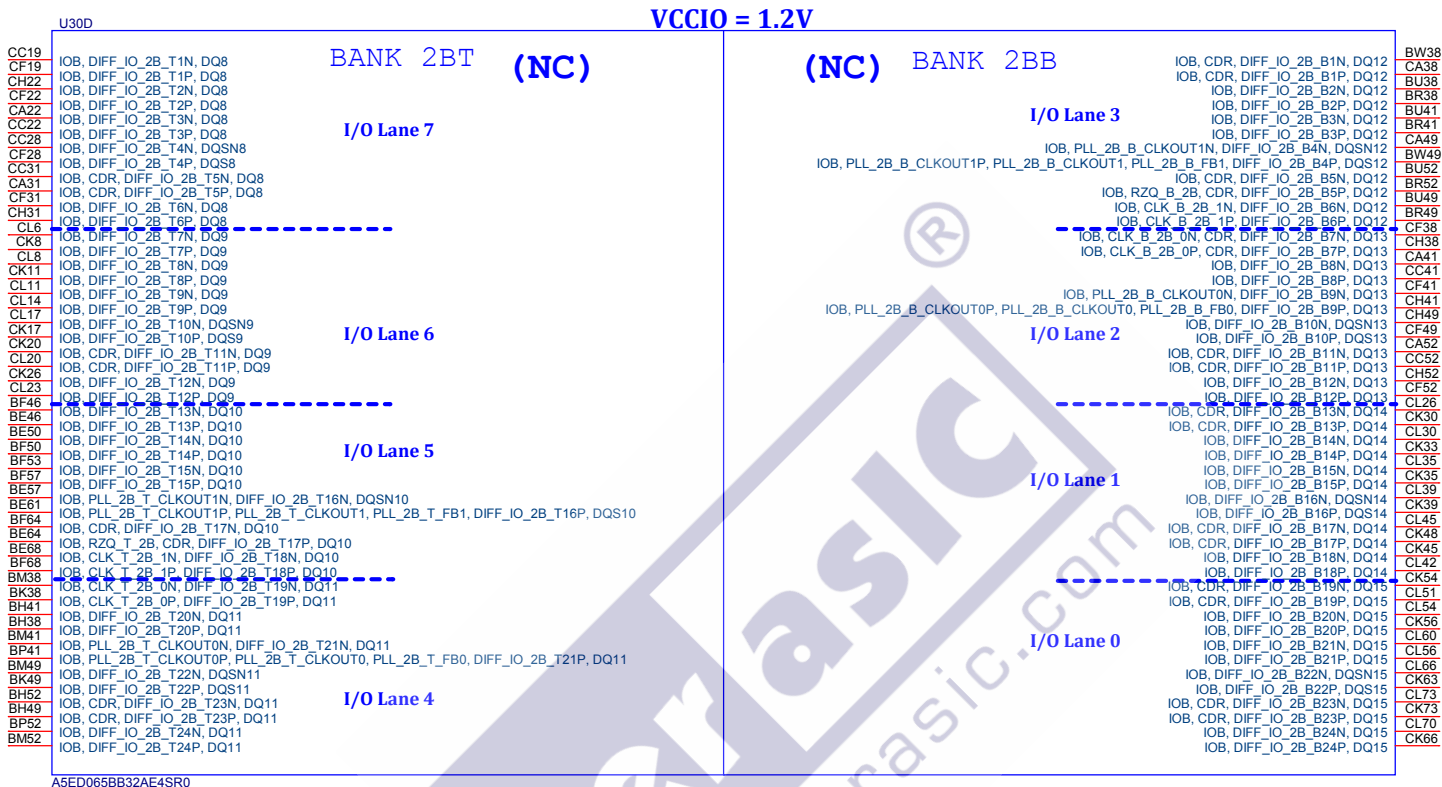 VCCIO = 1.2V
U30D
BANK 2BT (NC)
CC19 IOB, DIFF_IO_2B_T1N, DQ8
CF19 IOB, DIFF_IO_2B_T1P, DQ8
CH22 IOB, DIFF_IO_2B_T2N, DQ8
CF22 IOB, DIFF_IO_2B_T2P, DQ8
CA22 IOB, DIFF_IO_2B_T3N, DQ8
CC22 IOB, DIFF_IO_2B_T3P, DQ8
I/O Lane 7
CC28 IOB, DIFF_IO_2B_T4N, DQSN8
CF28 IOB, DIFF_IO_2B_T4P, DQS8
CC31 IOB, CDR, DIFF_IO_2B_T5N, DQ8
CA31 IOB, CDR, DIFF_IO_2B_T5P, DQ8
CF31 IOB, DIFF_IO_2B_T6N, DQ8
CH31 IOB, DIFF_IO_2B_T6P, DQ8
CL6 IOB, DIFF_IO_2B_T7N, DQ9
CK8 IOB, DIFF_IO_2B_T7P, DQ9
CL8 IOB, DIFF_IO_2B_T8N, DQ9
CK11 IOB, DIFF_IO_2B_T8P, DQ9
CL11 IOB, DIFF_IO_2B_T9N, DQ9
CL14 IOB, DIFF_IO_2B_T9P, DQ9
CL17 IOB, DIFF_IO_2B_T10N, DQSN9
CK17 IOB, DIFF_IO_2B_T10P, DQS9
I/O Lane 6
CK20 IOB, CDR, DIFF_IO_2B_T11N, DQ9
CL20 IOB, CDR, DIFF_IO_2B_T11P, DQ9
CK26 IOB, DIFF_IO_2B_T12N, DQ9
CL23 IOB, DIFF_IO_2B_T12P, DQ9
BF46 IOB, DIFF_IO_2B_T13N, DQ10
BE46 IOB, DIFF_IO_2B_T13P, DQ10
BE50 IOB, DIFF_IO_2B_T14N, DQ10
BF50 IOB, DIFF_IO_2B_T14P, DQ10
I/O Lane 5
BF53 IOB, DIFF_IO_2B_T15N, DQ10
BF57 IOB, DIFF_IO_2B_T15P, DQ10
BE57 IOB, PLL_2B_T_CLKOUT1N, DIFF_IO_2B_T16N, DQSN10
BE61 IOB, PLL_2B_T_CLKOUT1P, PLL_2B_T_CLKOUT1, PLL_2B_T_FB1, DIFF_IO_2B_T16P, DQS10
BF64 IOB, CDR, DIFF_IO_2B_T17N, DQ10
BE64 IOB, RZQ_T_2B, CDR, DIFF_IO_2B_T17P, DQ10
BE68 IOB, CLK_T_2B_1N, DIFF_IO_2B_T18N, DQ10
BF68 IOB, CLK_T_2B_1P, DIFF_IO_2B_T18P, DQ10
BM38 IOB, CLK_T_2B_0N, DIFF_IO_2B_T19N, DQ11
BK38 IOB, CLK_T_2B_0P, DIFF_IO_2B_T19P, DQ11
BH41 IOB, DIFF_IO_2B_T20N, DQ11
BH38 IOB, DIFF_IO_2B_T20P, DQ11
BM41 IOB, PLL_2B_T_CLKOUT0N, DIFF_IO_2B_T21N, DQ11
BP41 IOB, PLL_2B_T_CLKOUT0P, PLL_2B_T_CLKOUT0, PLL_2B_T_FB0, DIFF_IO_2B_T21P, DQ11
BM49 IOB, DIFF_IO_2B_T22N, DQSN11
BK49 IOB, DIFF_IO_2B_T22P, DQS11
I/O Lane 4
BH52 IOB, CDR, DIFF_IO_2B_T23N, DQ11
BH49 IOB, CDR, DIFF_IO_2B_T23P, DQ11
BP52 IOB, DIFF_IO_2B_T24N, DQ11
BM52 IOB, DIFF_IO_2B_T24P, DQ11
(NC) BANK 2BB
IOB, CDR, DIFF_IO_2B_B1N, DQ12 BW38
IOB, CDR, DIFF_IO_2B_B1P, DQ12 CA38
IOB, DIFF_IO_2B_B2N, DQ12 BU38
IOB, DIFF_IO_2B_B2P, DQ12 BR38
I/O Lane 3
IOB, DIFF_IO_2B_B3N, DQ12 BU41
IOB, DIFF_IO_2B_B3P, DQ12 BR41
IOB, PLL_2B_B_CLKOUT1N, DIFF_IO_2B_B4N, DQSN12 CA49
IOB, PLL_2B_B_CLKOUT1P, PLL_2B_B_CLKOUT1, PLL_2B_B_FB1, DIFF_IO_2B_B4P, DQS12 BW49
IOB, CDR, DIFF_IO_2B_B5N, DQ12 BU52
IOB, RZQ_B_2B, CDR, DIFF_IO_2B_B5P, DQ12 BR52
IOB, CLK_B_2B_1N, DIFF_IO_2B_B6N, DQ12 BU49
IOB, CLK_B_2B_1P, DIFF_IO_2B_B6P, DQ12 BR49
IOB, CLK_B_2B_0N, CDR, DIFF_IO_2B_B7N, DQ13 CF38
IOB, CLK_B_2B_0P, CDR, DIFF_IO_2B_B7P, DQ13 CH38
IOB, DIFF_IO_2B_B8N, DQ13 CA41
IOB, DIFF_IO_2B_B8P, DQ13 CC41
IOB, PLL_2B_B_CLKOUT0N, DIFF_IO_2B_B9N, DQ13 CF41
IOB, PLL_2B_B_CLKOUT0P, PLL_2B_B_CLKOUT0, PLL_2B_B_FB0, DIFF_IO_2B_B9P, DQ13 CH41
IOB, DIFF_IO_2B_B10N, DQSN13 CH49
IOB, DIFF_IO_2B_B10P, DQS13 CF49
I/O Lane 2
IOB, CDR, DIFF_IO_2B_B11N, DQ13 CA52
IOB, CDR, DIFF_IO_2B_B11P, DQ13 CC52
IOB, DIFF_IO_2B_B12N, DQ13 CH52
IOB, DIFF_IO_2B_B12P, DQ13 CF52
IOB, CDR, DIFF_IO_2B_B13N, DQ14 CL26
IOB, CDR, DIFF_IO_2B_B13P, DQ14 CK30
IOB, DIFF_IO_2B_B14N, DQ14 CL30
IOB, DIFF_IO_2B_B14P, DQ14 CK33
IOB, DIFF_IO_2B_B15N, DQ14 CL35
IOB, DIFF_IO_2B_B15P, DQ14 CK35
I/O Lane 1
IOB, DIFF_IO_2B_B16N, DQSN14 CL39
IOB, DIFF_IO_2B_B16P, DQS14 CK39
IOB, CDR, DIFF_IO_2B_B17N, DQ14 CL45
IOB, CDR, DIFF_IO_2B_B17P, DQ14 CK48
IOB, DIFF_IO_2B_B18N, DQ14 CK45
IOB, DIFF_IO_2B_B18P, DQ14 CL42
IOB, CDR, DIFF_IO_2B_B19N, DQ15 CK54
IOB, CDR, DIFF_IO_2B_B19P, DQ15 CL51
IOB, DIFF_IO_2B_B20N, DQ15 CL54
IOB, DIFF_IO_2B_B20P, DQ15 CK56
I/O Lane 0
IOB, DIFF_IO_2B_B21N, DQ15 CL60
IOB, DIFF_IO_2B_B21P, DQ15 CL56
IOB, DIFF_IO_2B_B22N, DQSN15 CL66
IOB, DIFF_IO_2B_B22P, DQS15 CK63
IOB, CDR, DIFF_IO_2B_B23N, DQ15 CL73
IOB, CDR, DIFF_IO_2B_B23P, DQ15 CK73
IOB, DIFF_IO_2B_B24N, DQ15 CL70
IOB, DIFF_IO_2B_B24P, DQ15 CK66
A5ED065BB32AE4SR0
erasic
®
rasic.com